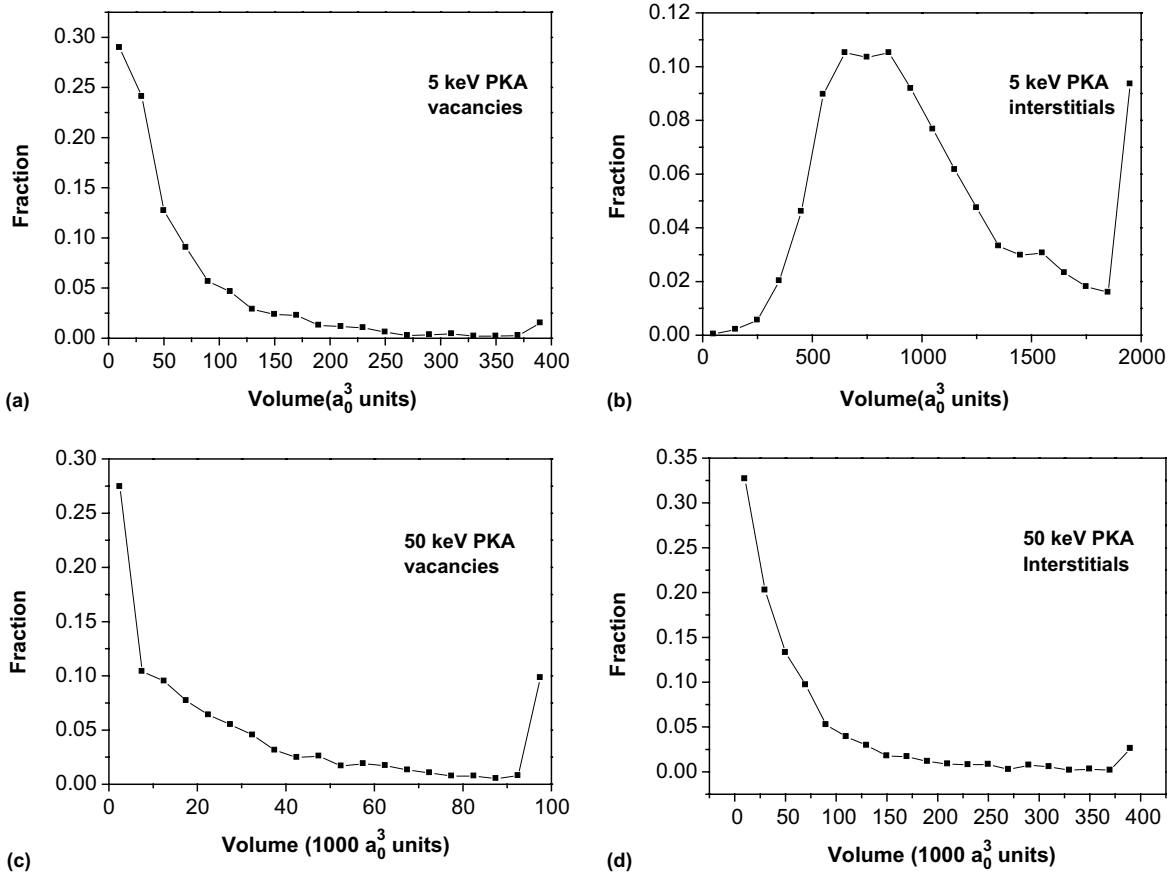 0.30
0.25
0.20
0.15
0.10
0.05
0.00
Fraction
5 keV PKA
vacancies
0 50 100 150 200 250 300 350 400
Volume(a₀³ units)
(a)
0.12
0.10
0.08
0.06
0.04
0.02
0.00
Fraction
5 keV PKA
interstitials
0 500 1000 1500 2000
Volume(a₀³ units)
(b)
0.30
0.25
0.20
0.15
0.10
0.05
0.00
Fraction
50 keV PKA
vacancies
0 20 40 60 80 100
Volume (1000 a₀³ units)
(c)
0.35
0.30
0.25
0.20
0.15
0.10
0.05
0.00
Fraction
50 keV PKA
Interstitials
0 50 100 150 200 250 300 350 400
Volume (1000 a₀³ units)
(d)